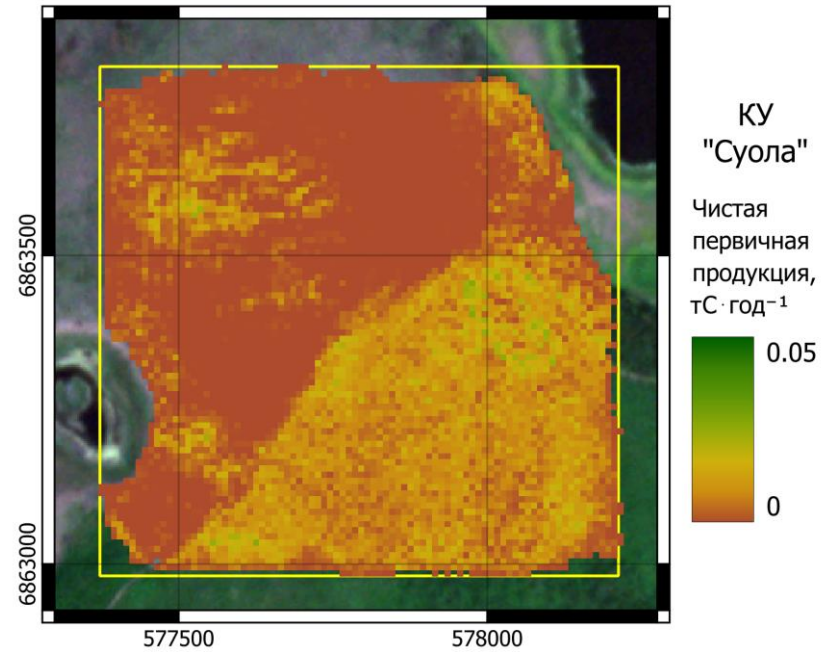 КУ
"Суола"
Чистая
первичная
продукция,
тС·год⁻¹
0.05
0
6863500
6863000
577500
578000